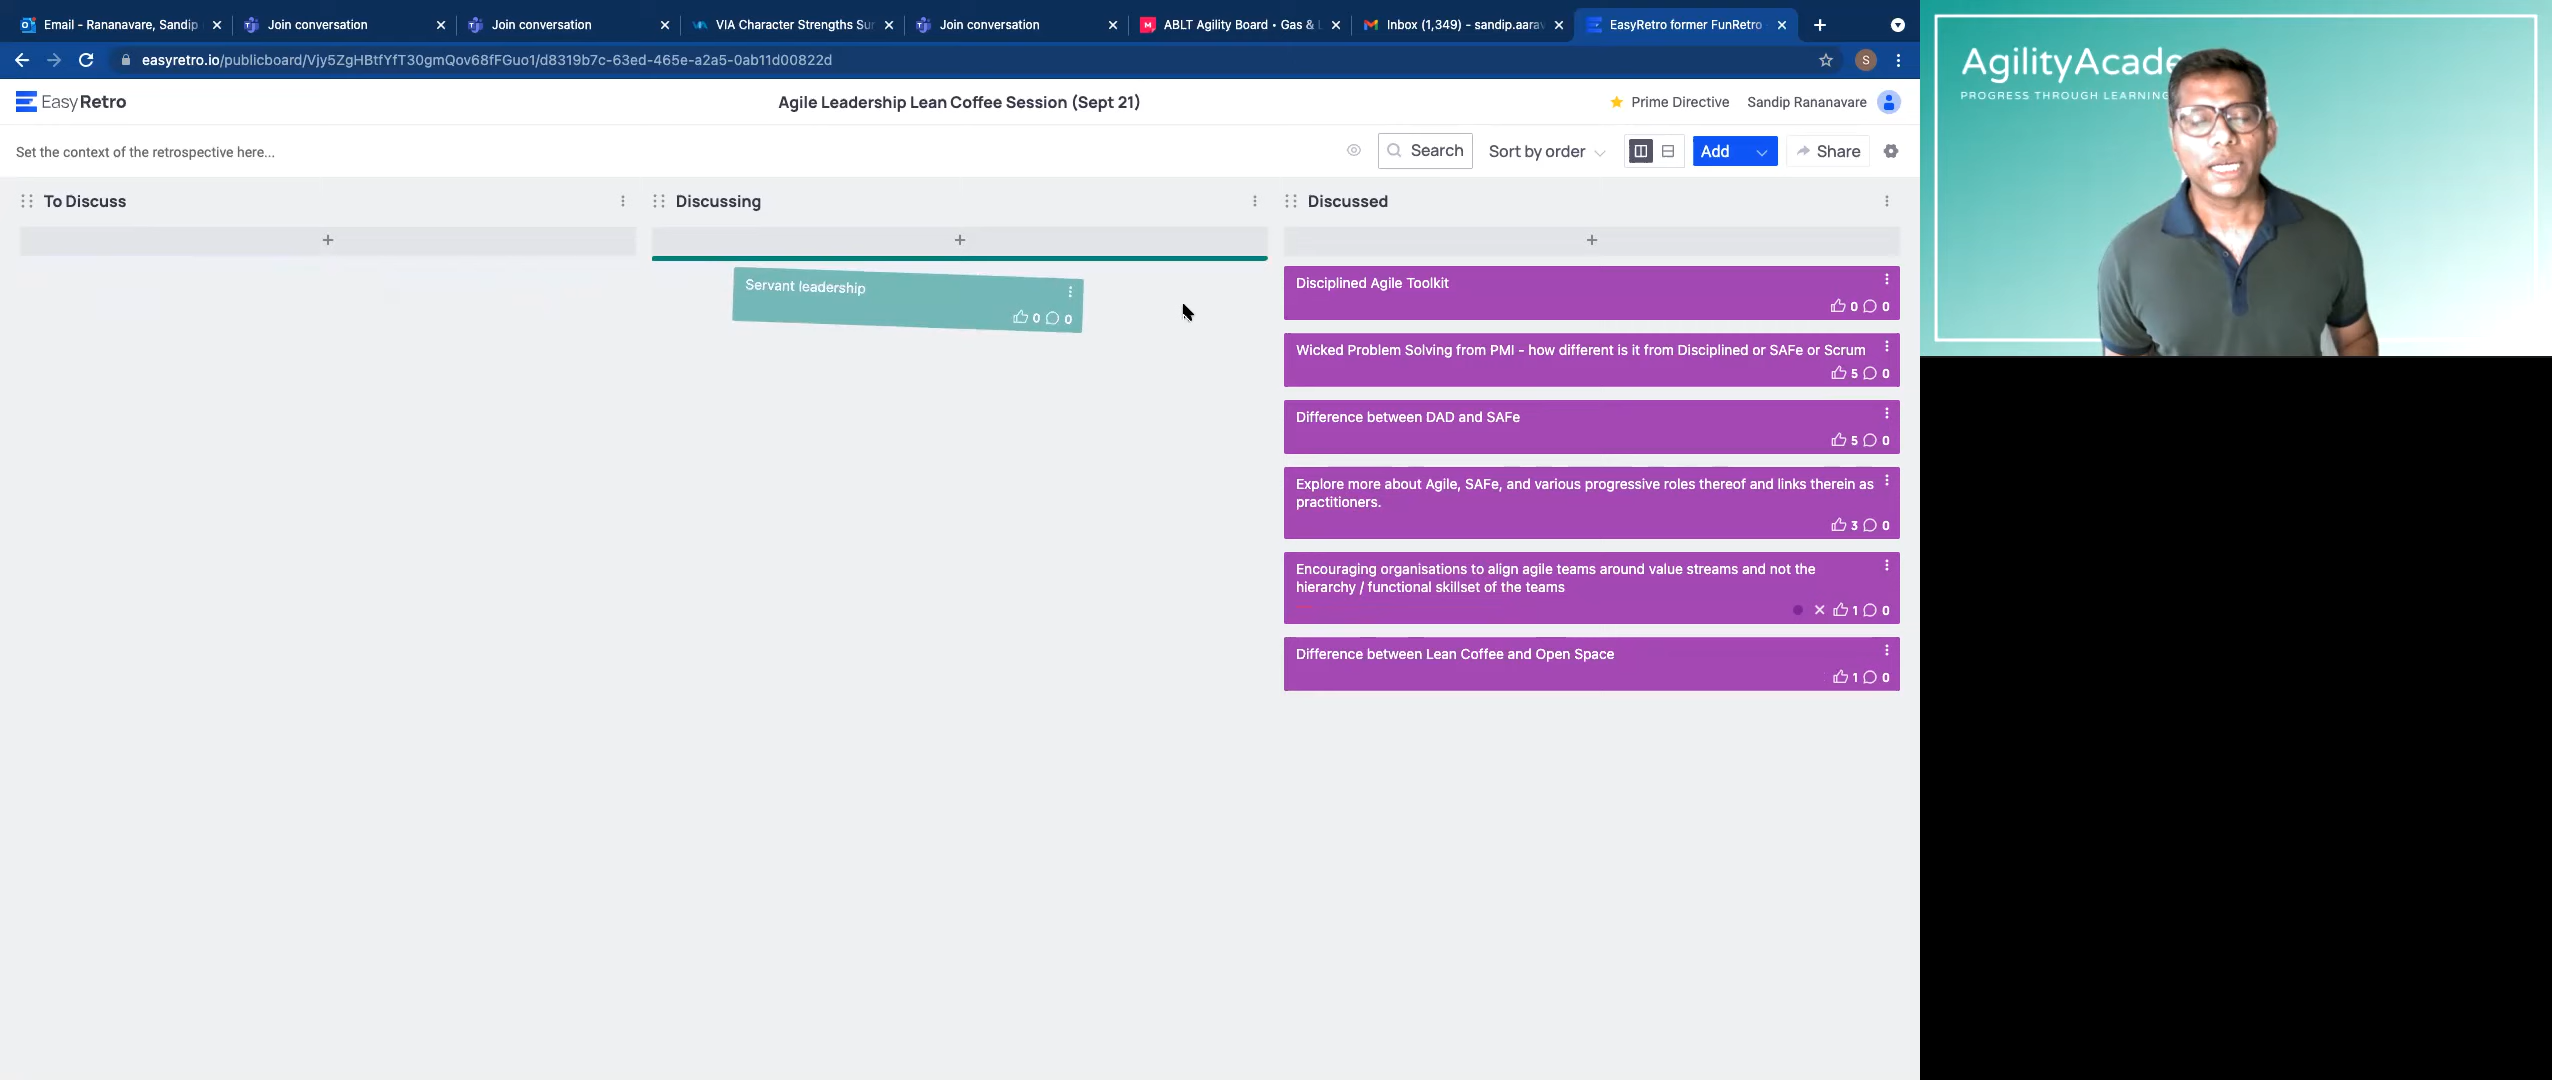 Email - Rananavare, Sandip
Join conversation
Join conversation
VIA Character Strengths Sur
Join conversation
ABLT Agility Board • Gas &
Inbox (1,349) - sandip.aarav
EasyRetro former FunRetro
easyretro.io/publicboard/Vjy5ZgHBtfYfT30gmQov68fFGuo1/d8319b7c-63ed-465e-a2a5-0ab11d00822d
S
EasyRetro
Agile Leadership Lean Coffee Session (Sept 21)
Prime Directive
Sandip Rananavare
Set the context of the retrospective here...
Search
Sort by order
Add
Share
To Discuss
Discussing
Discussed
+
+
+
Servant leadership
0 0
Disciplined Agile Toolkit
0 0
Wicked Problem Solving from PMI - how different is it from Disciplined or SAFe or Scrum
5 0
Difference between DAD and SAFe
5 0
Explore more about Agile, SAFe, and various progressive roles thereof and links therein as
practitioners.
3 0
Encouraging organisations to align agile teams around value streams and not the
hierarchy / functional skillset of the teams
1 0
Difference between Lean Coffee and Open Space
1 0
AgilityAcade
PROGRESS THROUGH LEARNING